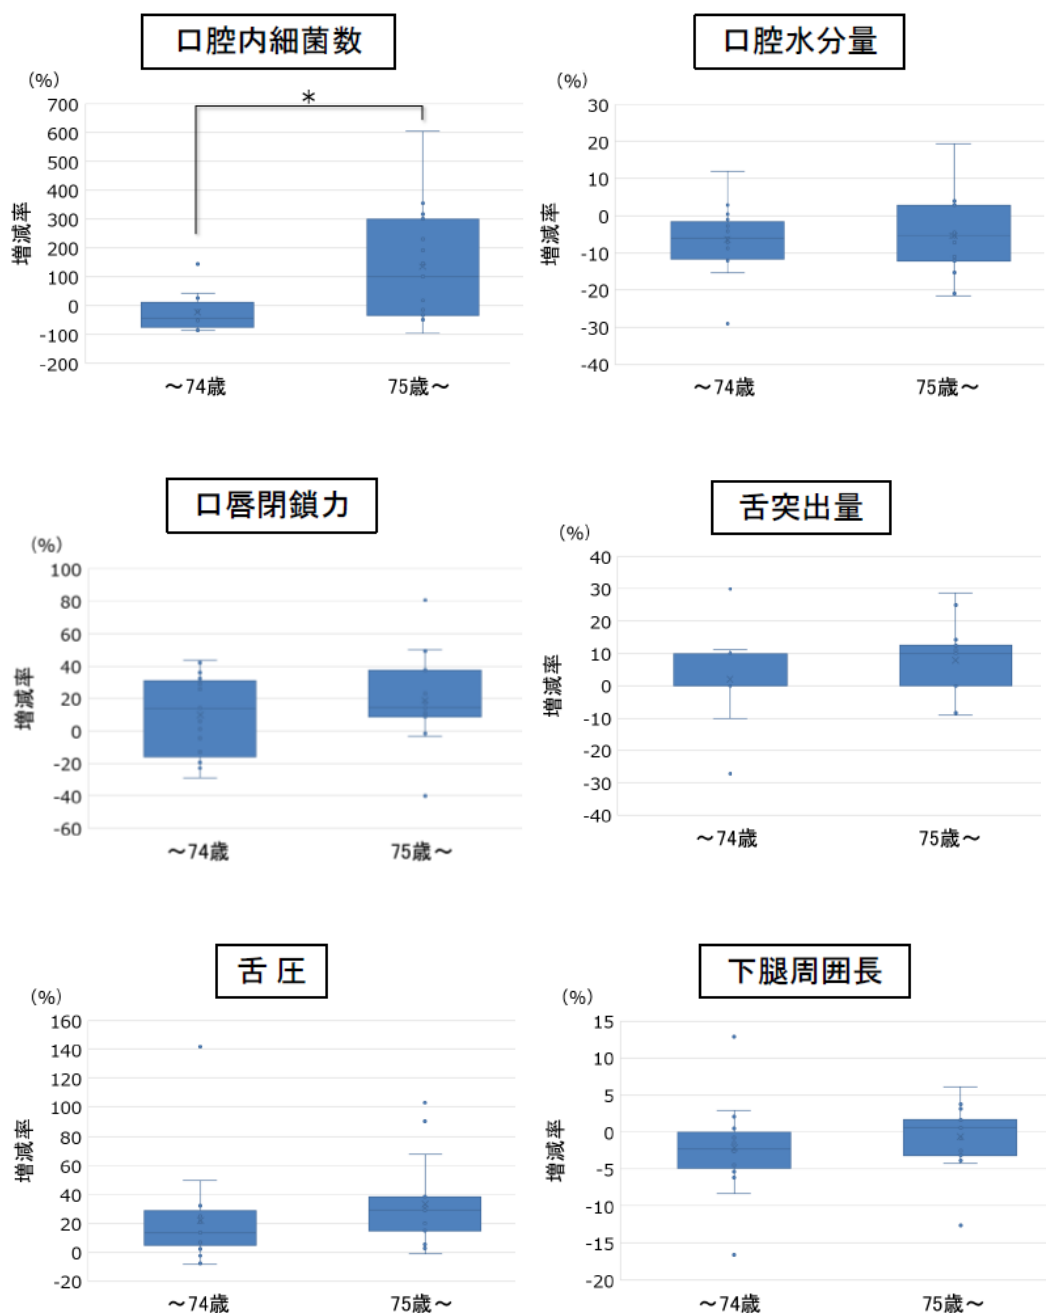 口腔内細菌数
(%)
700
600
500
400
300
200
100
0
-100
-200
増減率
*
～74歳
75歳～
口腔水分量
(%)
30
20
10
0
-10
-20
-30
-40
増減率
～74歳
75歳～
口唇閉鎖力
(%)
100
80
60
40
20
0
-20
-40
-60
増減率
～74歳
75歳～
舌突出量
(%)
40
30
20
10
0
-10
-20
-30
-40
増減率
～74歳
75歳～
舌 圧
(%)
160
140
120
100
80
60
40
20
0
-20
増減率
～74歳
75歳～
下腿周囲長
(%)
15
10
5
0
-5
-10
-15
-20
増減率
～74歳
75歳～